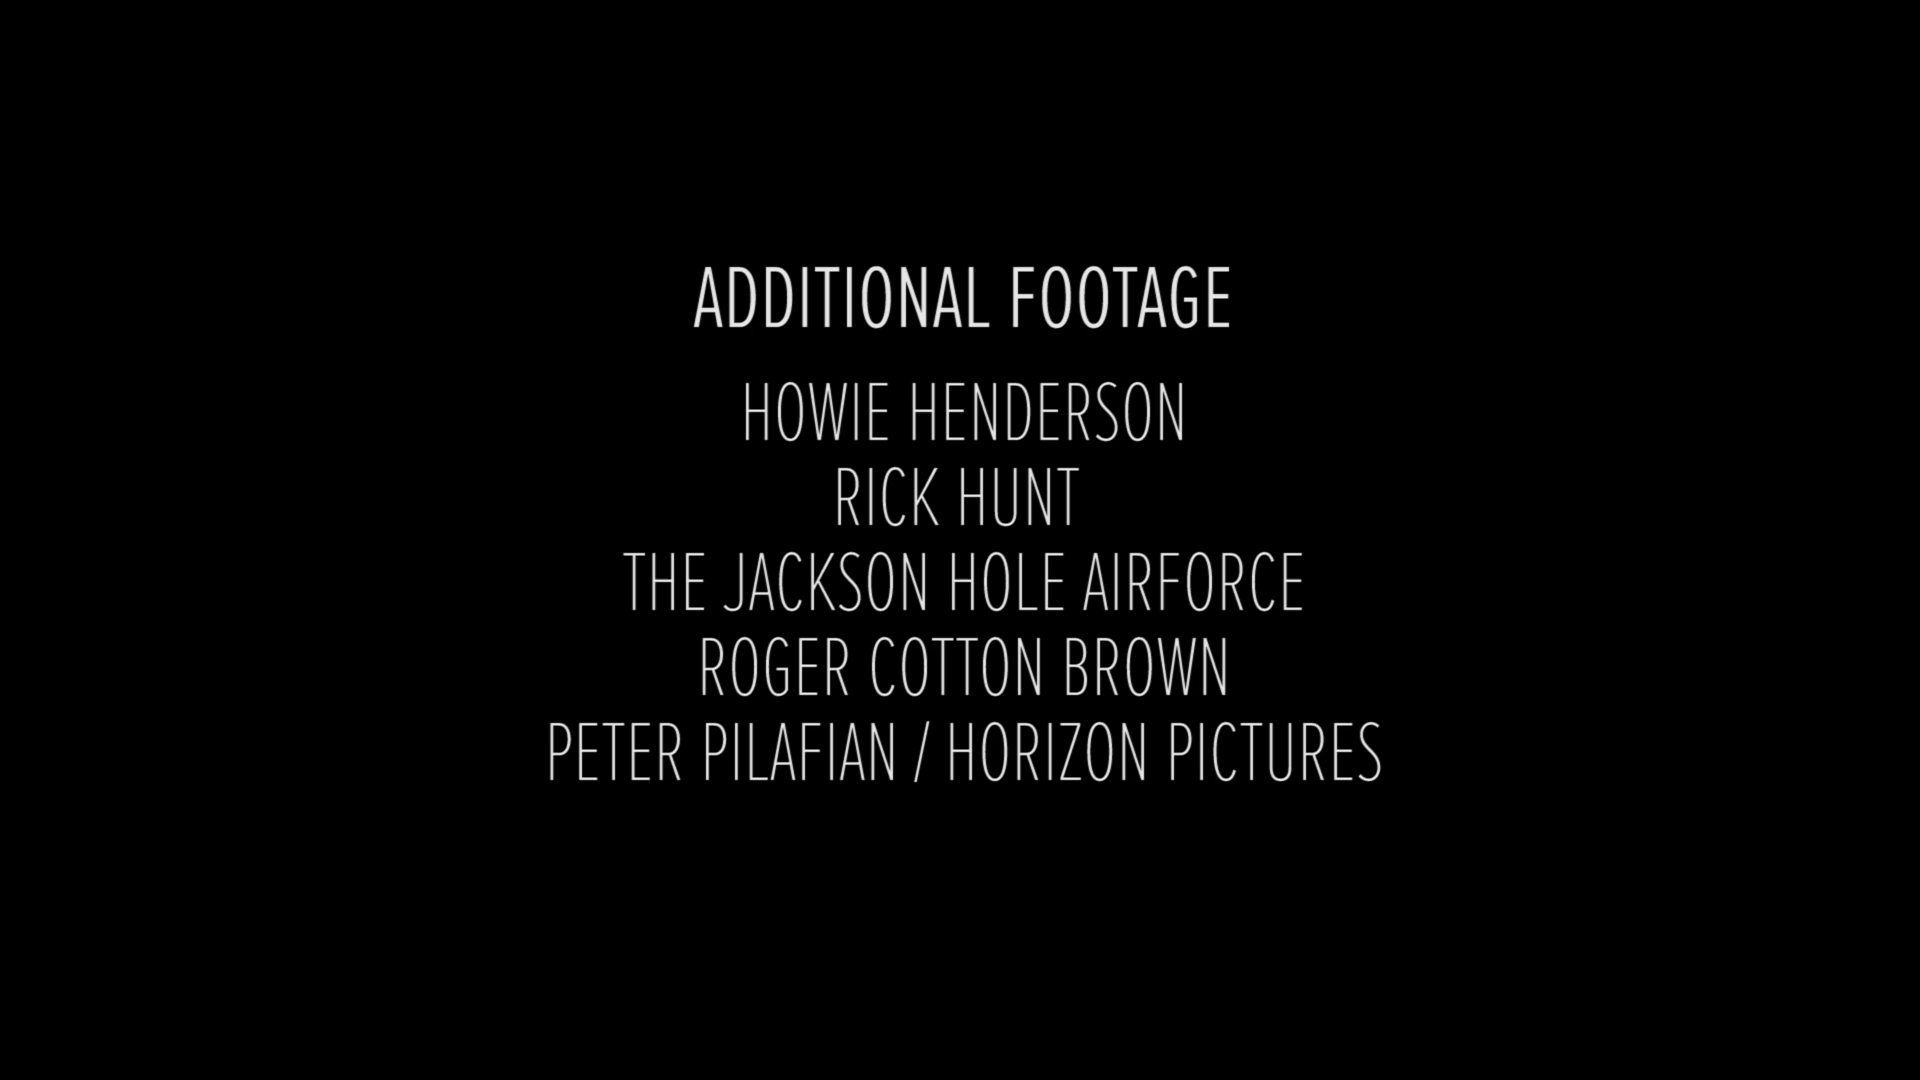 ADDITIONAL FOOTAGE
HOWIE HENDERSON
RICK HUNT
THE JACKSON HOLE AIRFORCE
ROGER COTTON BROWN
PETER PILAFIAN / HORIZON PICTURES